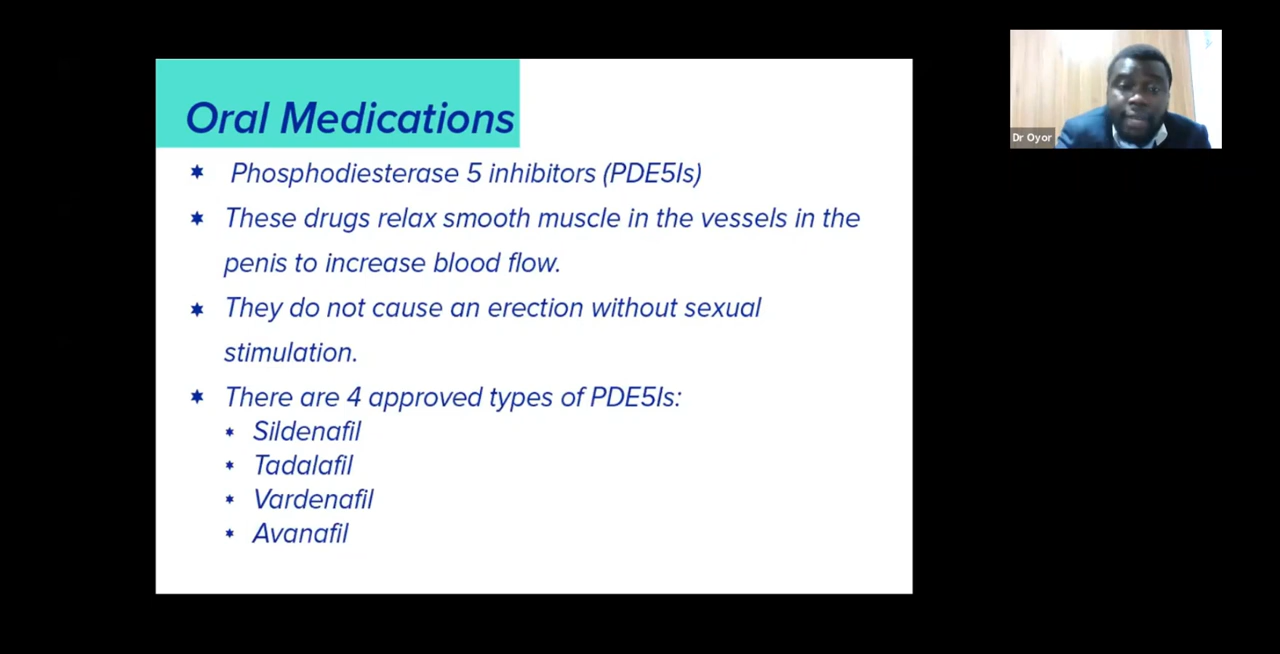 Oral Medications
Phosphodiesterase 5 inhibitors (PDE5Is)
These drugs relax smooth muscle in the vessels in the
penis to increase blood flow.
They do not cause an erection without sexual
stimulation.
There are 4 approved types of PDE5Is:
Sildenafil
Tadalafil
Vardenafil
Avanafil
Dr Oyor